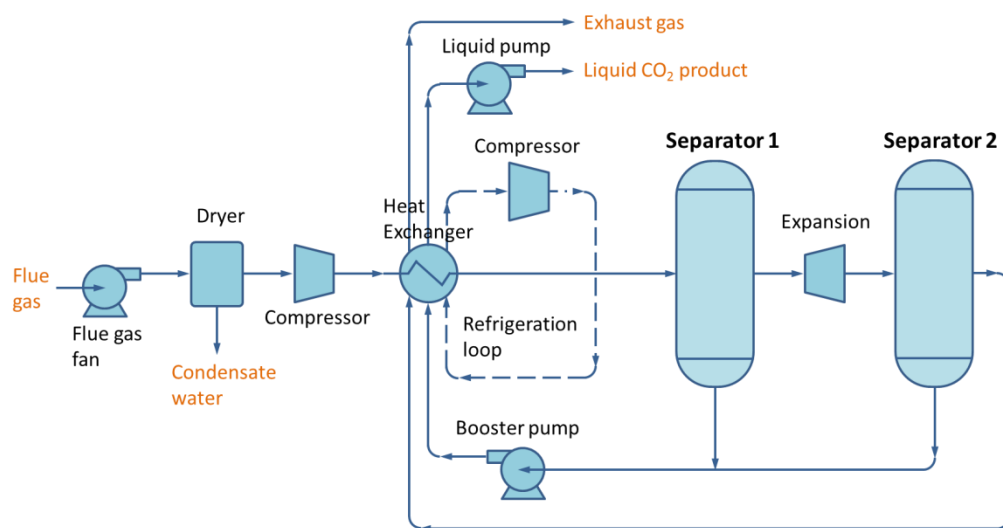 Exhaust gas
Liquid pump
Liquid CO₂ product
Separator 1
Separator 2
Compressor
Heat
Exchanger
Dryer
Expansion
Flue
gas
Flue gas
fan
Compressor
Refrigeration
loop
Condensate
water
Booster pump